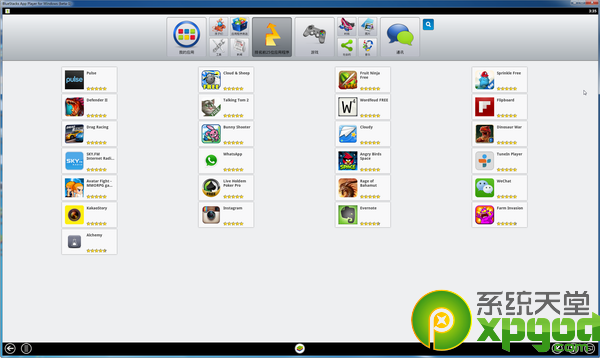 BlueStacks App Player for Windows (beta-1)
3:25
我的应用
游戏
通讯
Pulse
Cloud & Sheep
Fruit Ninja Free
Sprinkle Free
Defender II
Talking Tom 2
Wordfeud FREE
Flipboard
Drag Racing
Bunny Shooter
Cloudy
Dinosaur War
SKY.FM Internet Radi...
WhatsApp
Angry Birds Space
TuneIn Player
Avatar Fight - MMORPG ga...
Live Holdem Poker Pro
Rage of Bahamut
WeChat
KakaoStory
Instagram
Evernote
Farm Invasion
Alchemy
系统天堂
xpgod